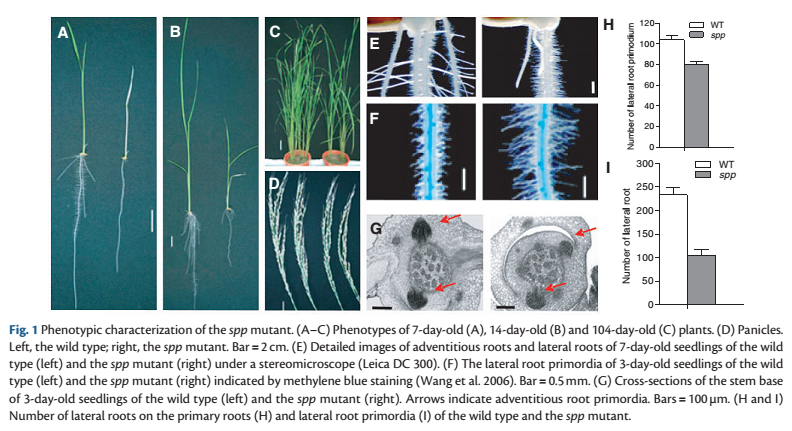 A
B
C
D
E
F
G
H
Number of lateral root primodium
120
100
80
60
40
20
0
WT
spp
I
Number of lateral root
300
250
200
150
100
50
0
WT
spp
Fig. 1 Phenotypic characterization of the spp mutant. (A–C) Phenotypes of 7-day-old (A), 14-day-old (B) and 104-day-old (C) plants. (D) Panicles.
Left, the wild type; right, the spp mutant. Bar = 2 cm. (E) Detailed images of adventitious roots and lateral roots of 7-day-old seedlings of the wild
type (left) and the spp mutant (right) under a stereomicroscope (Leica DC 300). (F) The lateral root primordia of 3-day-old seedlings of the wild
type (left) and the spp mutant (right) indicated by methylene blue staining (Wang et al. 2006). Bar = 0.5 mm. (G) Cross-sections of the stem base
of 3-day-old seedlings of the wild type (left) and the spp mutant (right). Arrows indicate adventitious root primordia. Bars = 100 µm. (H and I)
Number of lateral roots on the primary roots (H) and lateral root primordia (I) of the wild type and the spp mutant.